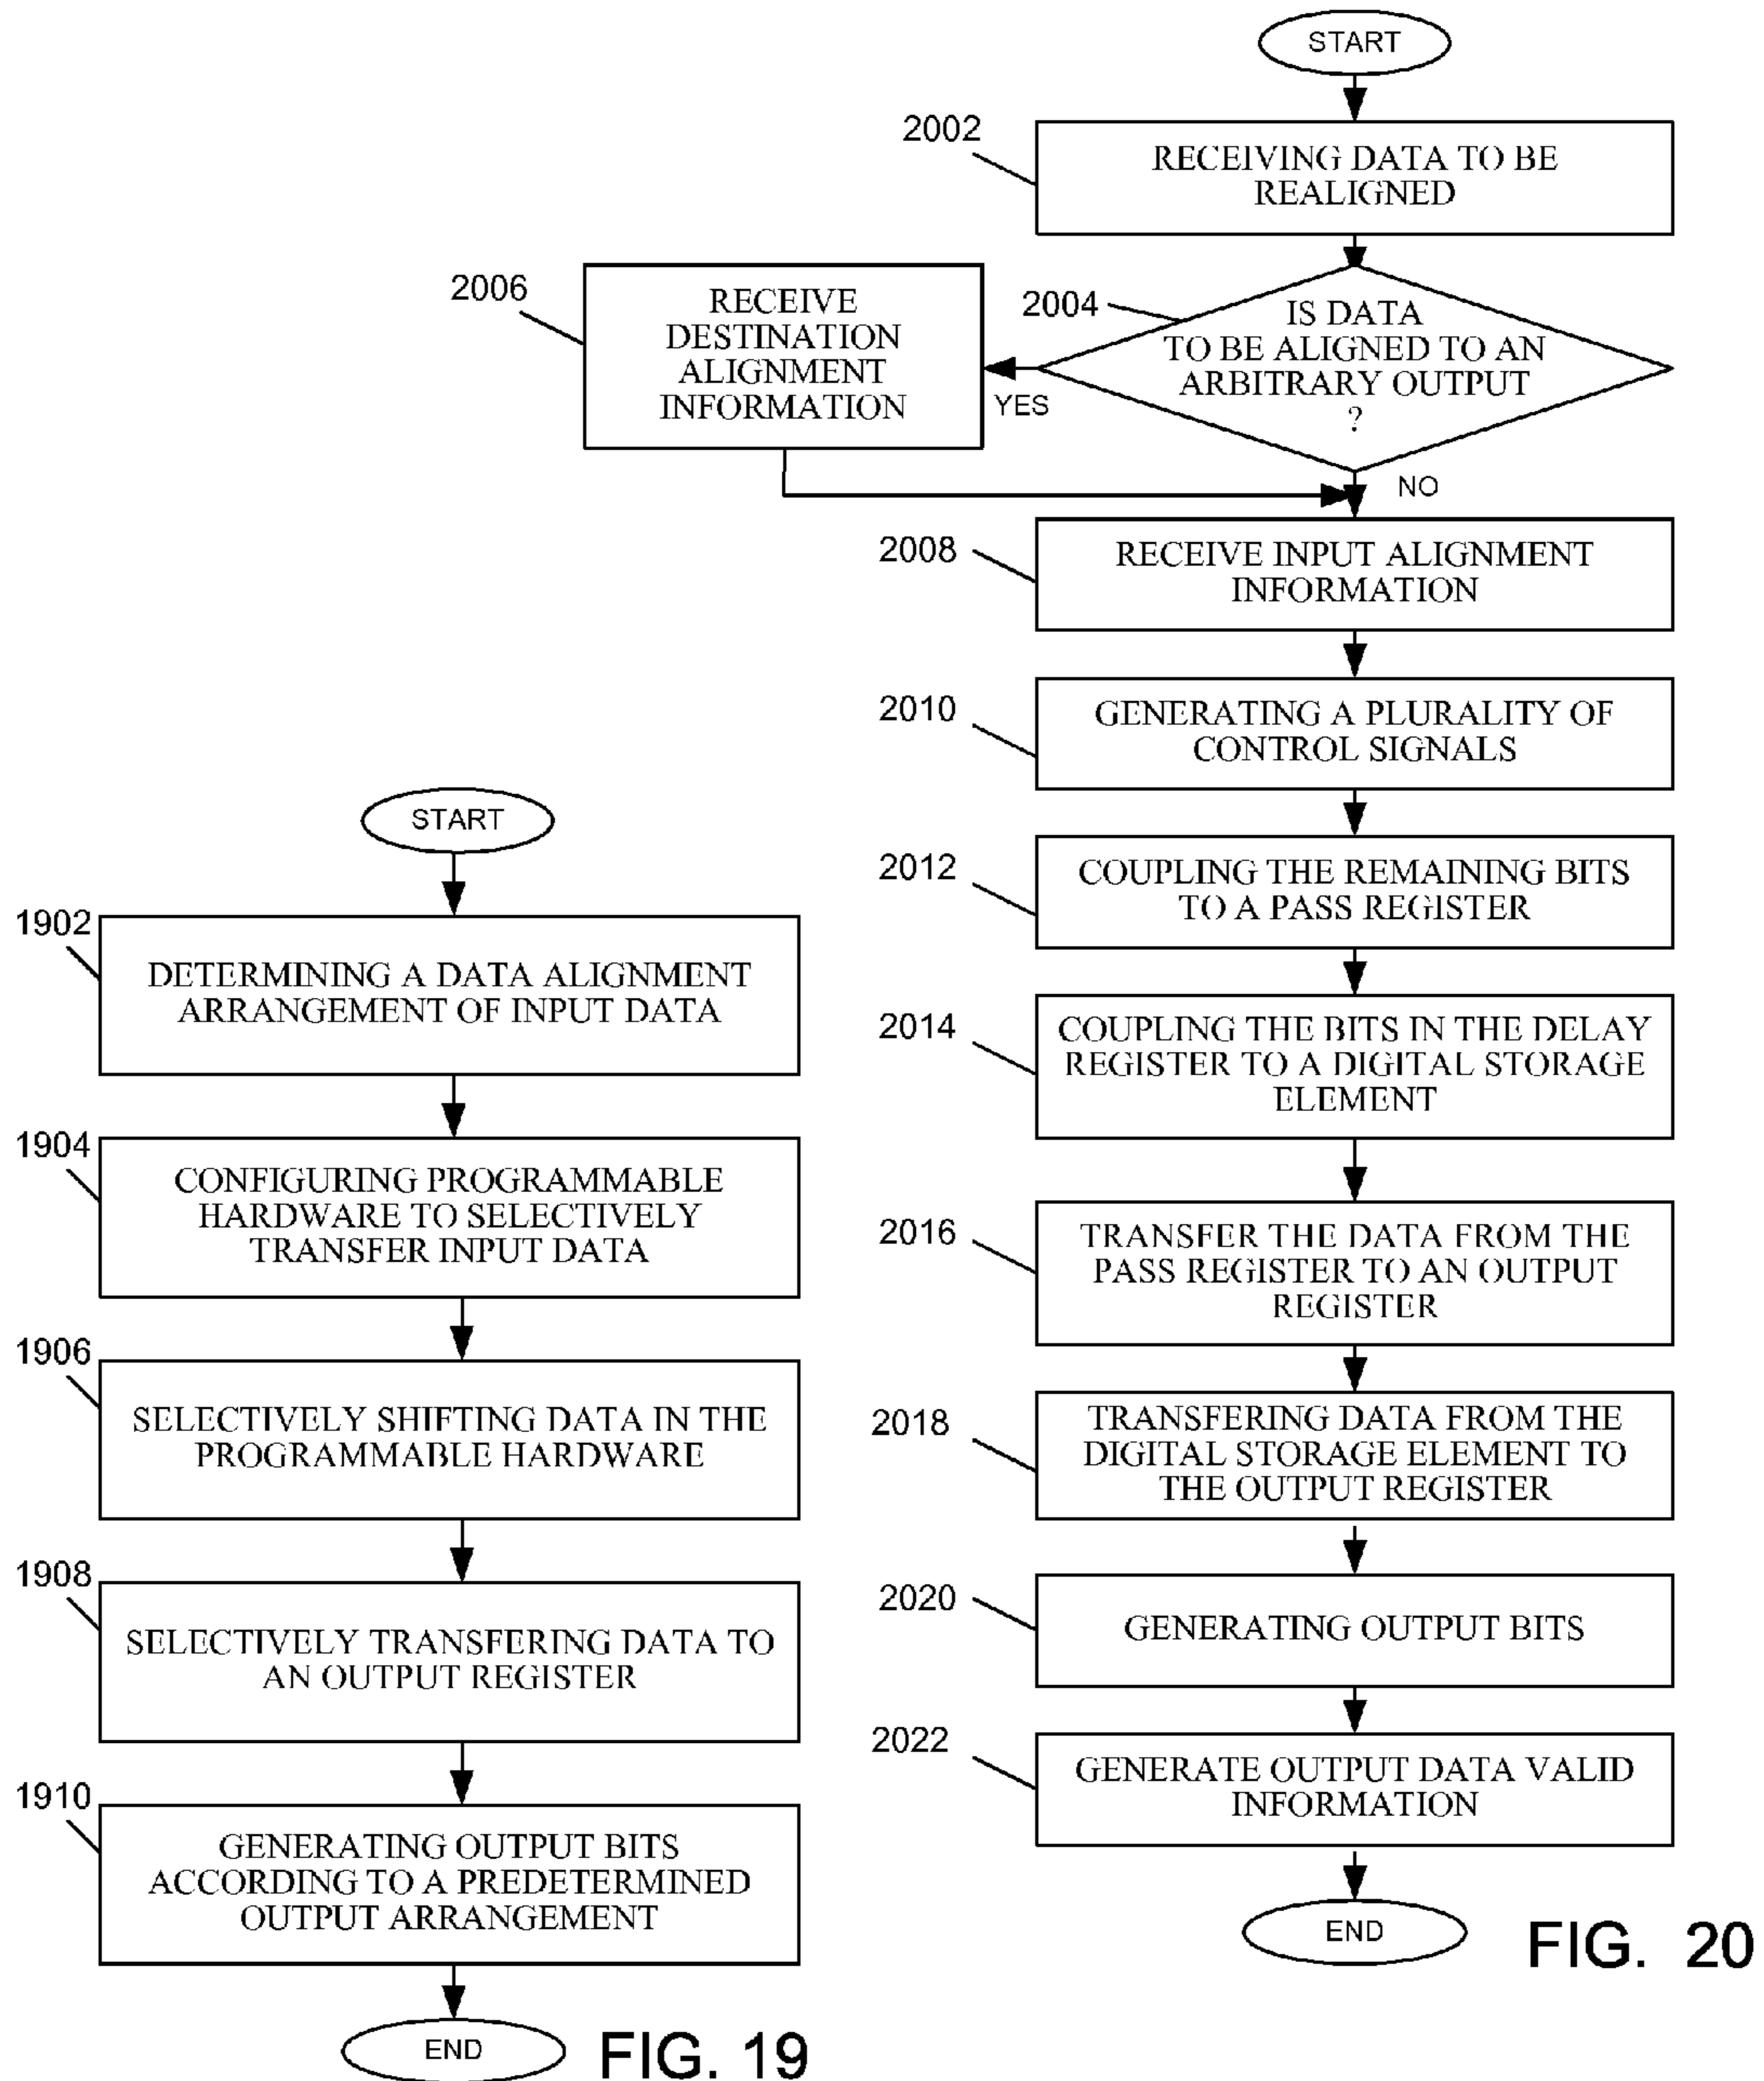 START
1902
DETERMINING A DATA ALIGNMENT
ARRANGEMENT OF INPUT DATA
1904
CONFIGURING PROGRAMMABLE
HARDWARE TO SELECTIVELY
TRANSFER INPUT DATA
1906
SELECTIVELY SHIFTING DATA IN THE
PROGRAMMABLE HARDWARE
1908
SELECTIVELY TRANSFERING DATA TO
AN OUTPUT REGISTER
1910
GENERATING OUTPUT BITS
ACCORDING TO A PREDETERMINED
OUTPUT ARRANGEMENT
END
FIG. 19
START
2002
RECEIVING DATA TO BE
REALIGNED
2004
IS DATA
TO BE ALIGNED TO AN
ARBITRARY OUTPUT
?
YES
2006
RECEIVE
DESTINATION
ALIGNMENT
INFORMATION
NO
2008
RECEIVE INPUT ALIGNMENT
INFORMATION
2010
GENERATING A PLURALITY OF
CONTROL SIGNALS
2012
COUPLING THE REMAINING BITS
TO A PASS REGISTER
2014
COUPLING THE BITS IN THE DELAY
REGISTER TO A DIGITAL STORAGE
ELEMENT
2016
TRANSFER THE DATA FROM THE
PASS REGISTER TO AN OUTPUT
REGISTER
2018
TRANSFERING DATA FROM THE
DIGITAL STORAGE ELEMENT TO
THE OUTPUT REGISTER
2020
GENERATING OUTPUT BITS
2022
GENERATE OUTPUT DATA VALID
INFORMATION
END
FIG. 20